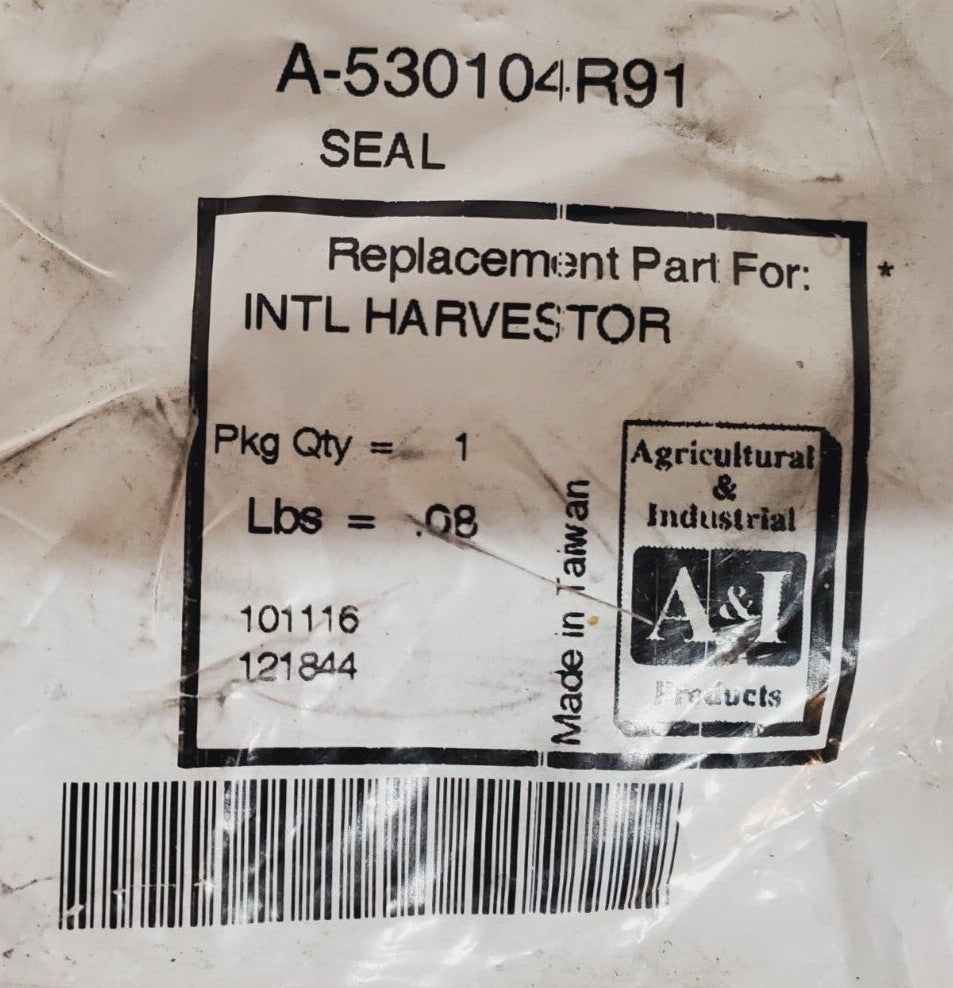 A-530104R91
SEAL
Replacement Part For:
*
INTL HARVESTOR
Pkg Qty = 1
Lbs = .08
101116
121844
Made in Taiwan
Agricultural
&
Industrial
A&I
Products